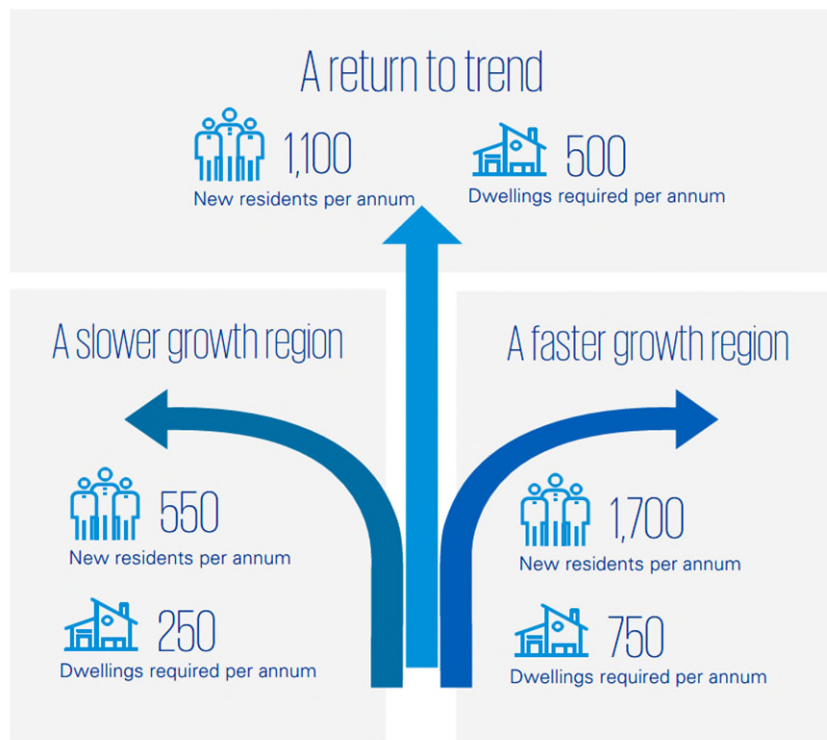 A return to trend
1,100
New residents per annum
500
Dwellings required per annum
A slower growth region
550
New residents per annum
250
Dwellings required per annum
A faster growth region
1,700
New residents per annum
750
Dwellings required per annum